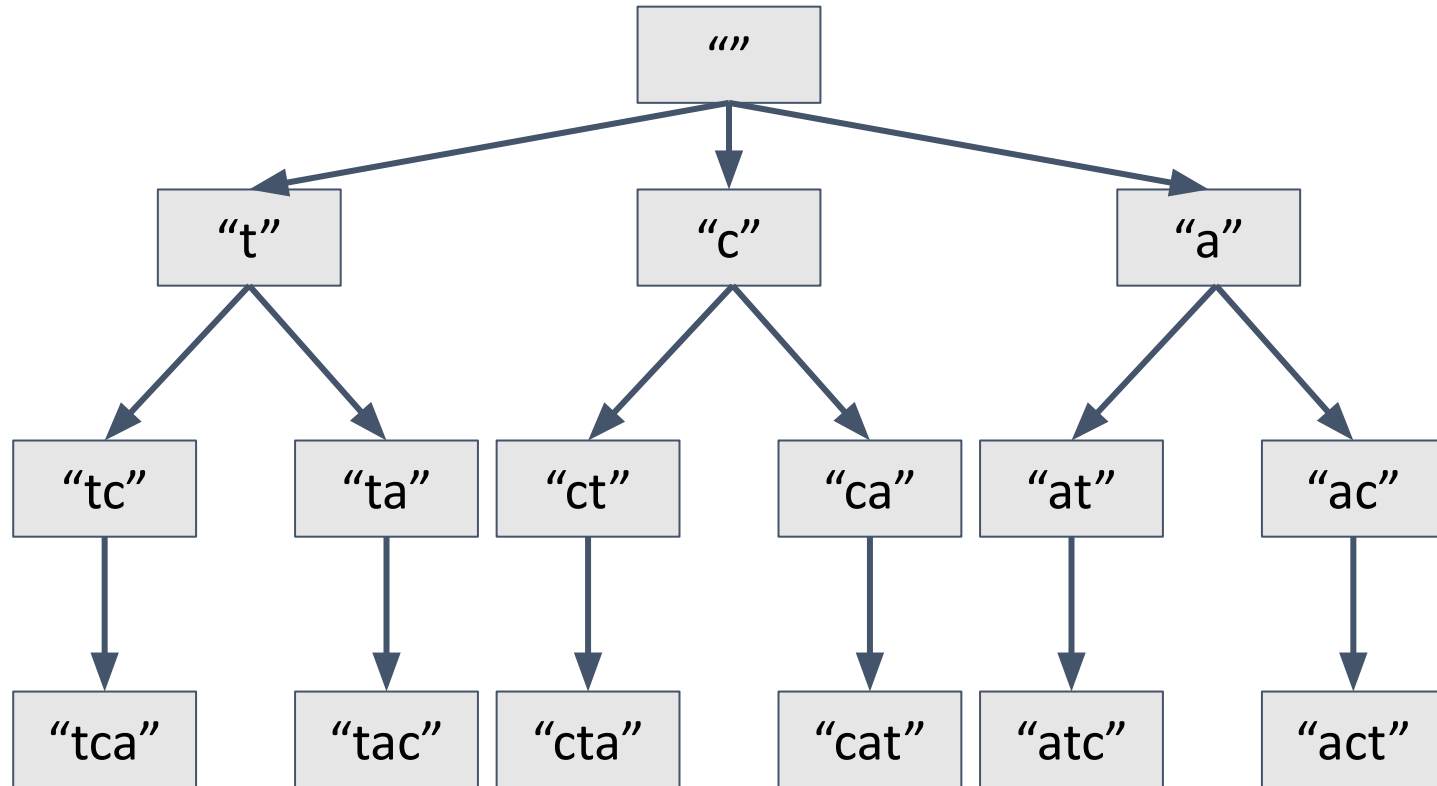 “”
“t” “c” “a”
“tc” “ta” “ct” “ca” “at” “ac”
“tca” “tac” “cta” “cat” “atc” “act”